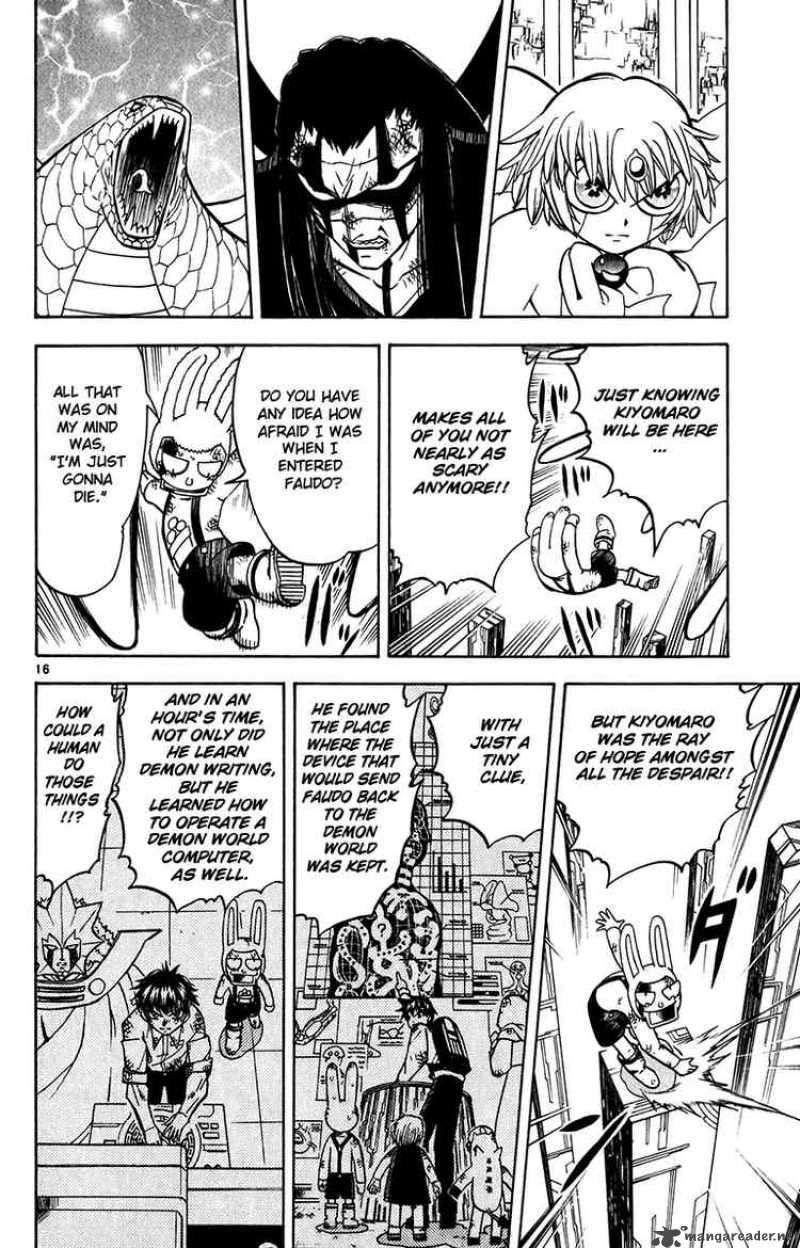 JUST KNOWING
KIYOMARO
WILL BE HERE
...
MAKES ALL
OF YOU NOT
NEARLY AS
SCARY
ANYMORE!!
DO YOU HAVE
ANY IDEA HOW
AFRAID I WAS
WHEN I
ENTERED
FAUDO?
ALL THAT
WAS ON
MY MIND
WAS,
"I'M JUST
GONNA
DIE."
16
BUT KIYOMARO
WAS THE RAY
OF HOPE AMONGST
ALL THE DESPAIR!!
ダッ
WITH
JUST A
TINY
CLUE,
HE FOUND
THE PLACE
WHERE THE
DEVICE THAT
WOULD SEND
FAUDO BACK
TO THE
DEMON
WORLD
WAS KEPT.
AND IN AN
HOUR'S TIME,
NOT ONLY DID
HE LEARN
DEMON WRITING,
BUT HE
LEARNED HOW
TO OPERATE A
DEMON WORLD
COMPUTER,
AS WELL.
HOW
COULD A
HUMAN
DO
THOSE
THINGS
!!?
mangareader.net